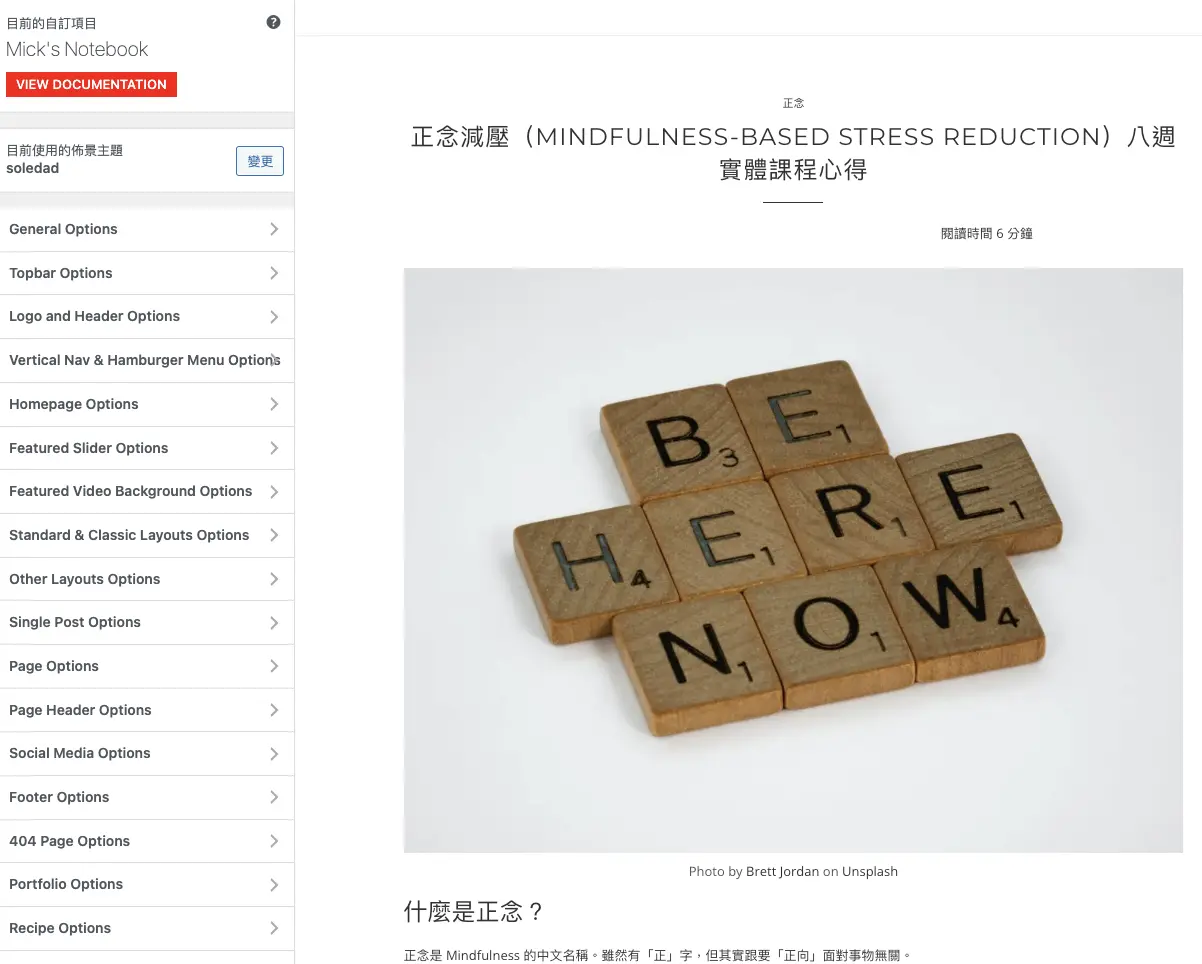 目前的自訂項目
Mick's Notebook
VIEW DOCUMENTATION
目前使用的佈景主題
soledad
變更
General Options
Topbar Options
Logo and Header Options
Vertical Nav & Hamburger Menu Options
Homepage Options
Featured Slider Options
Featured Video Background Options
Standard & Classic Layouts Options
Other Layouts Options
Single Post Options
Page Options
Page Header Options
Social Media Options
Footer Options
404 Page Options
Portfolio Options
Recipe Options
正念
正念減壓（MINDFULNESS-BASED STRESS REDUCTION）八週
實體課程心得
閱讀時間 6 分鐘
B3 E1
H4 E1 R1 E1
N1 O1 W4
Photo by Brett Jordan on Unsplash
什麼是正念？
正念是 Mindfulness 的中文名稱。雖然有「正」字，但其實跟要「正向」面對事物無關。